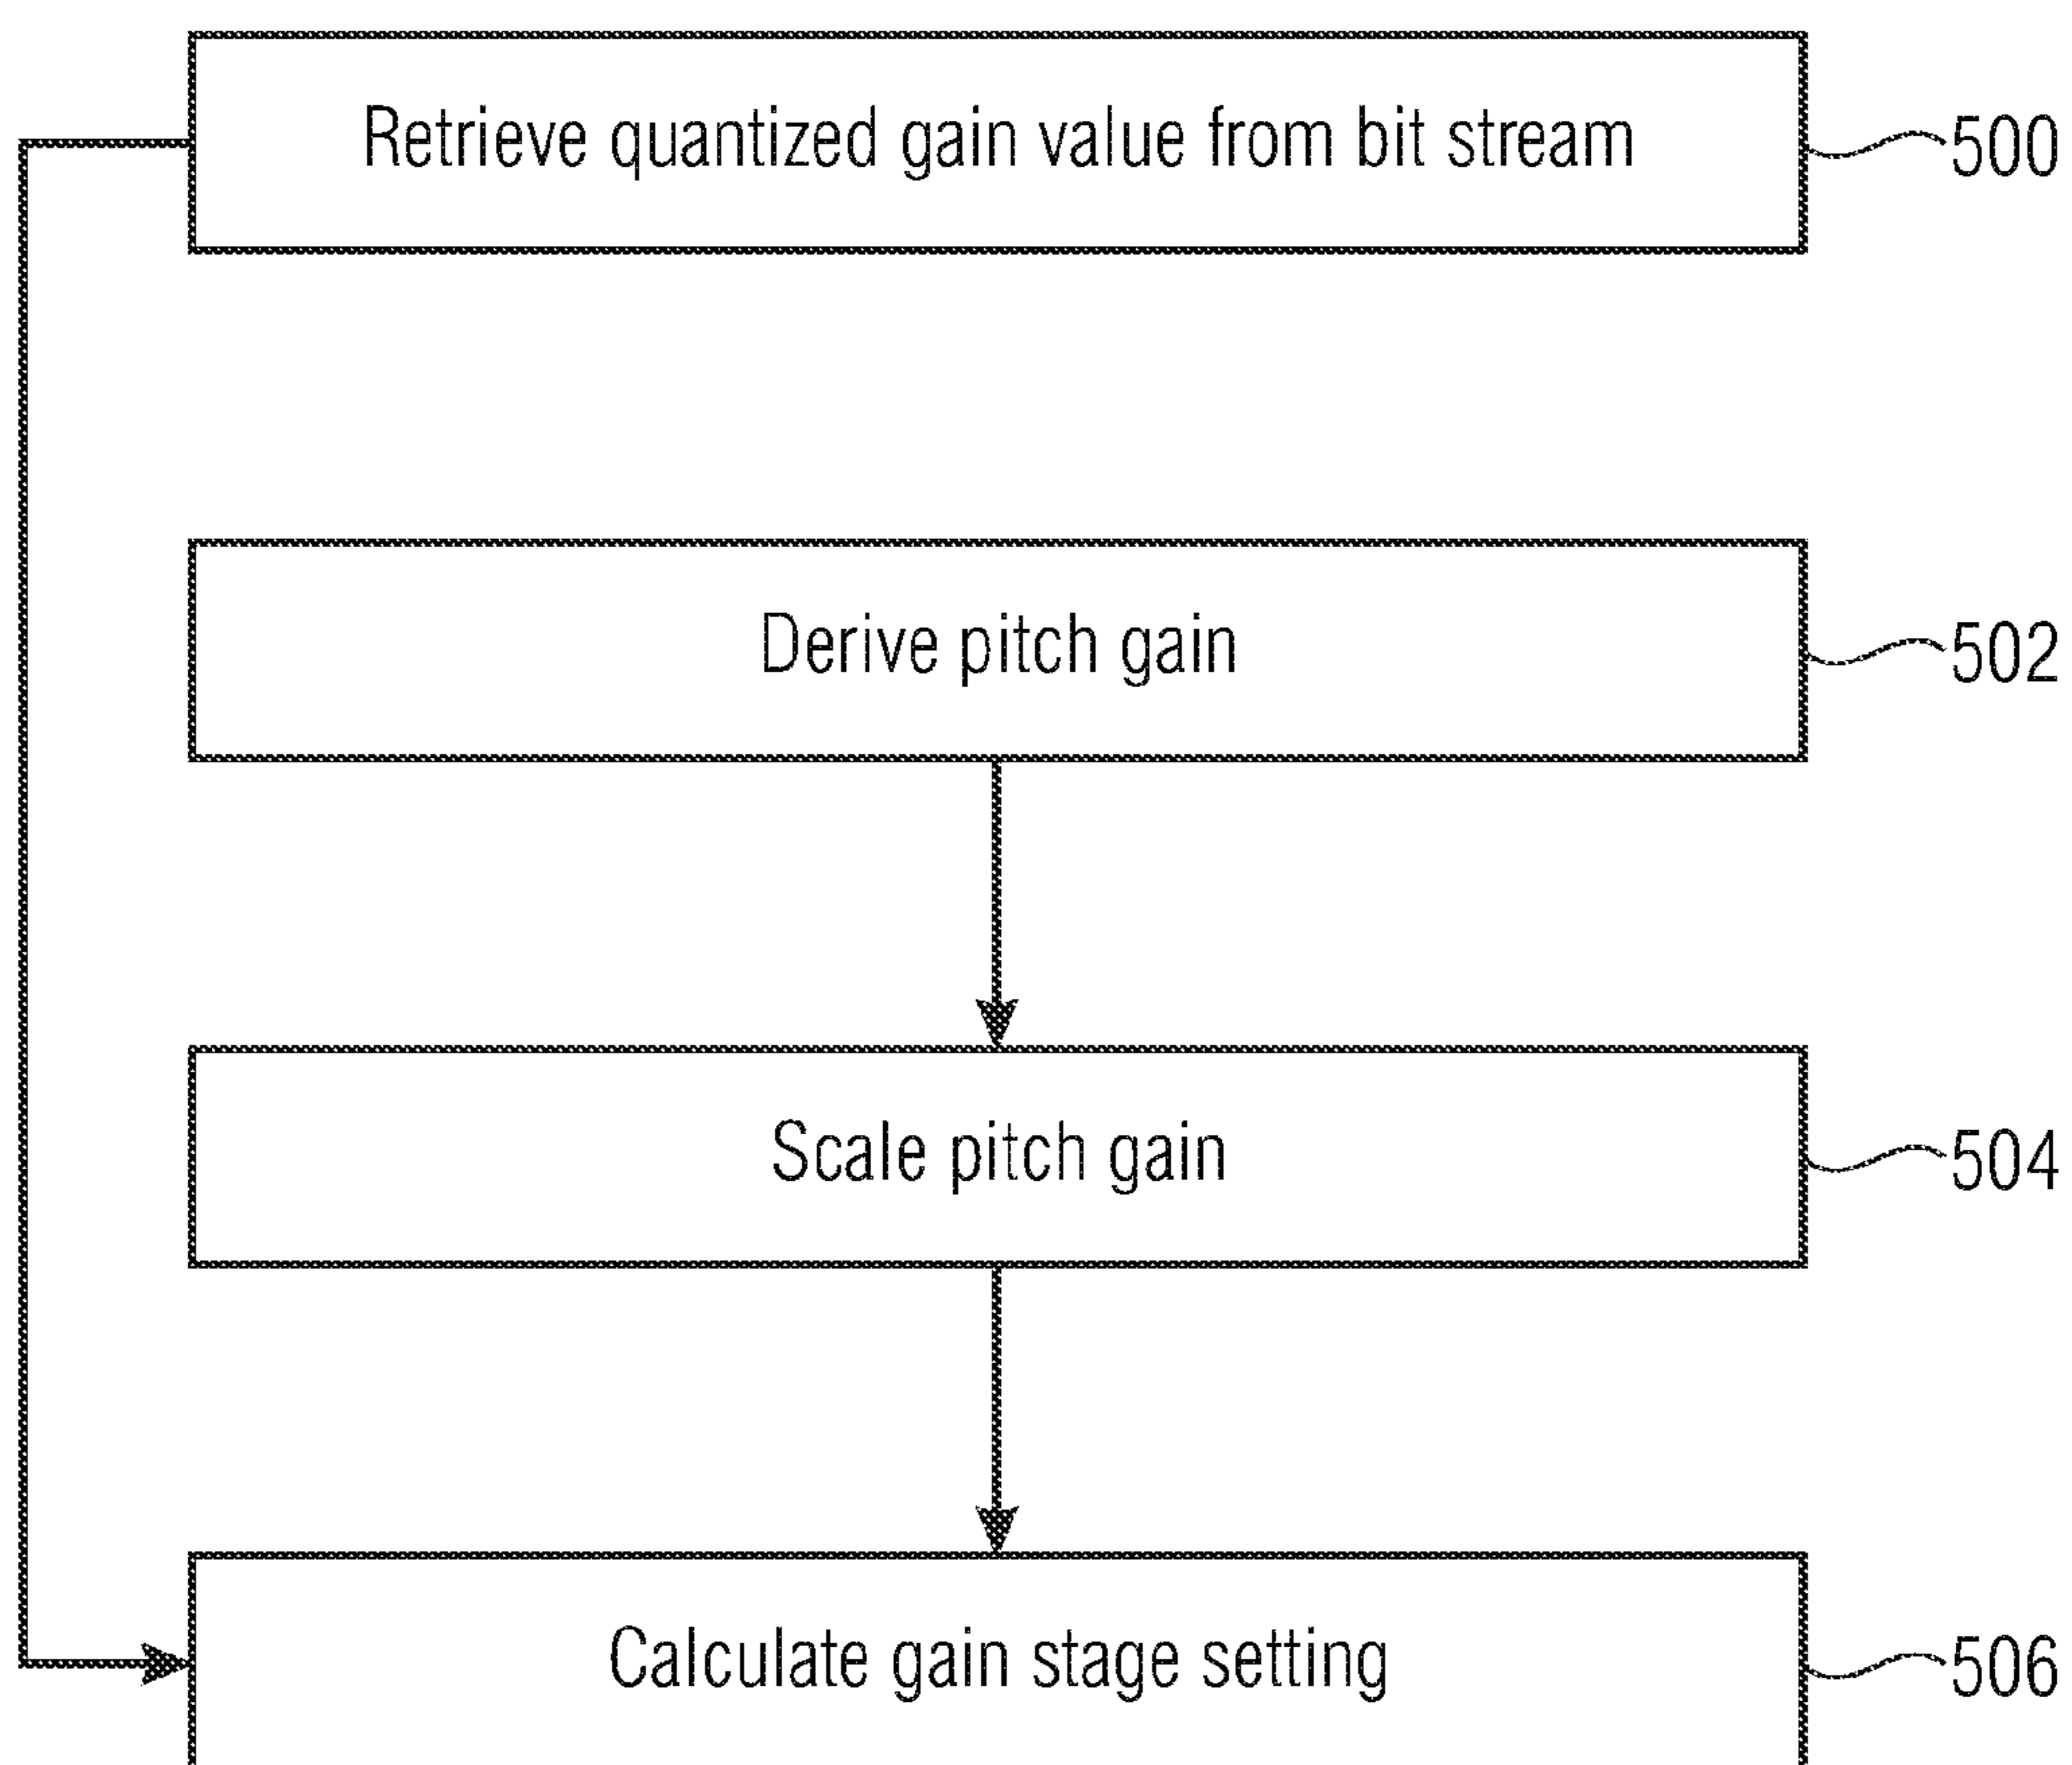 Retrieve quantized gain value from bit stream 500
Derive pitch gain 502
Scale pitch gain 504
Calculate gain stage setting 506